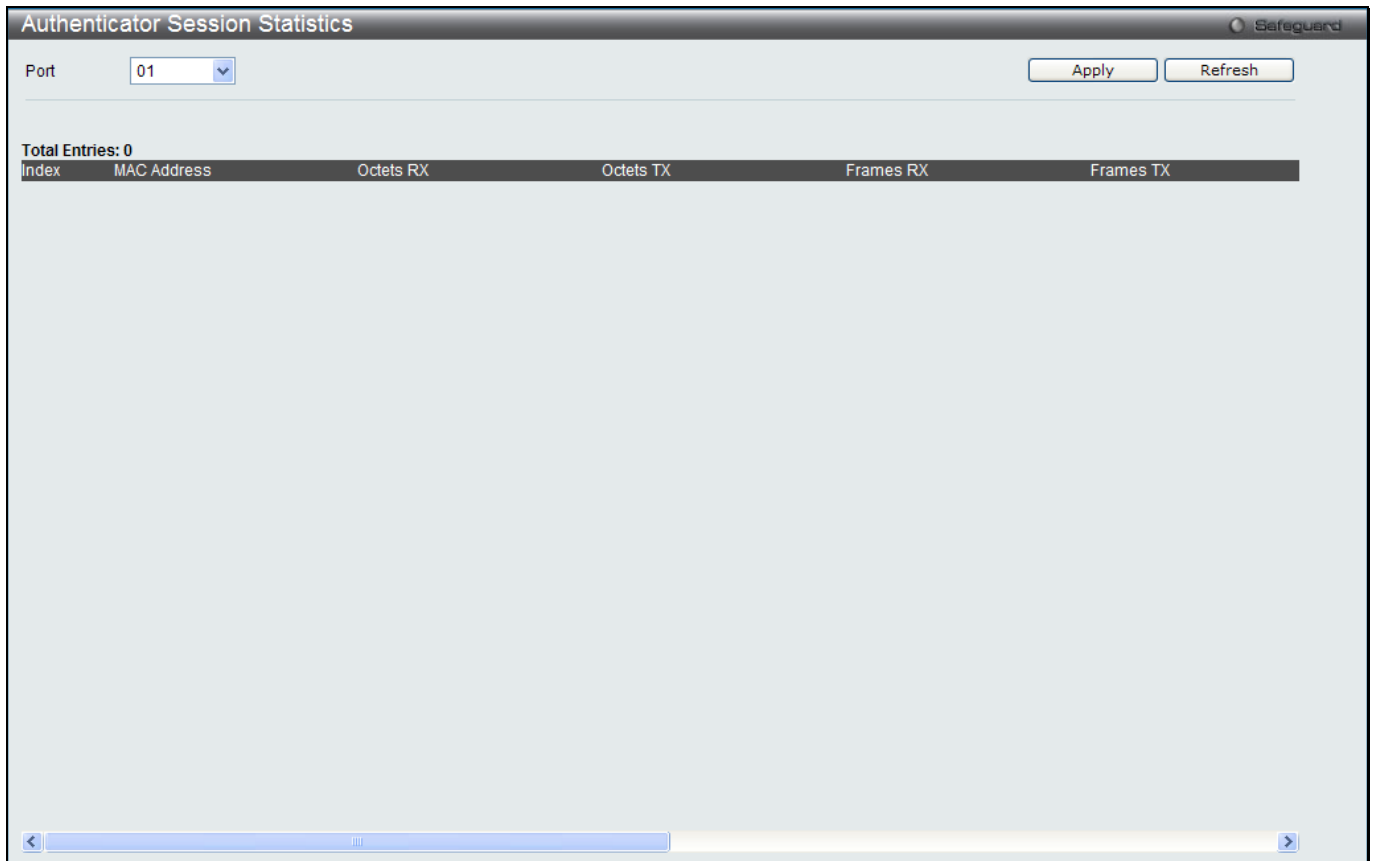 Authenticator Session Statistics
Safeguard
Port 01 Apply Refresh
Total Entries: 0
Index MAC Address Octets RX Octets TX Frames RX Frames TX